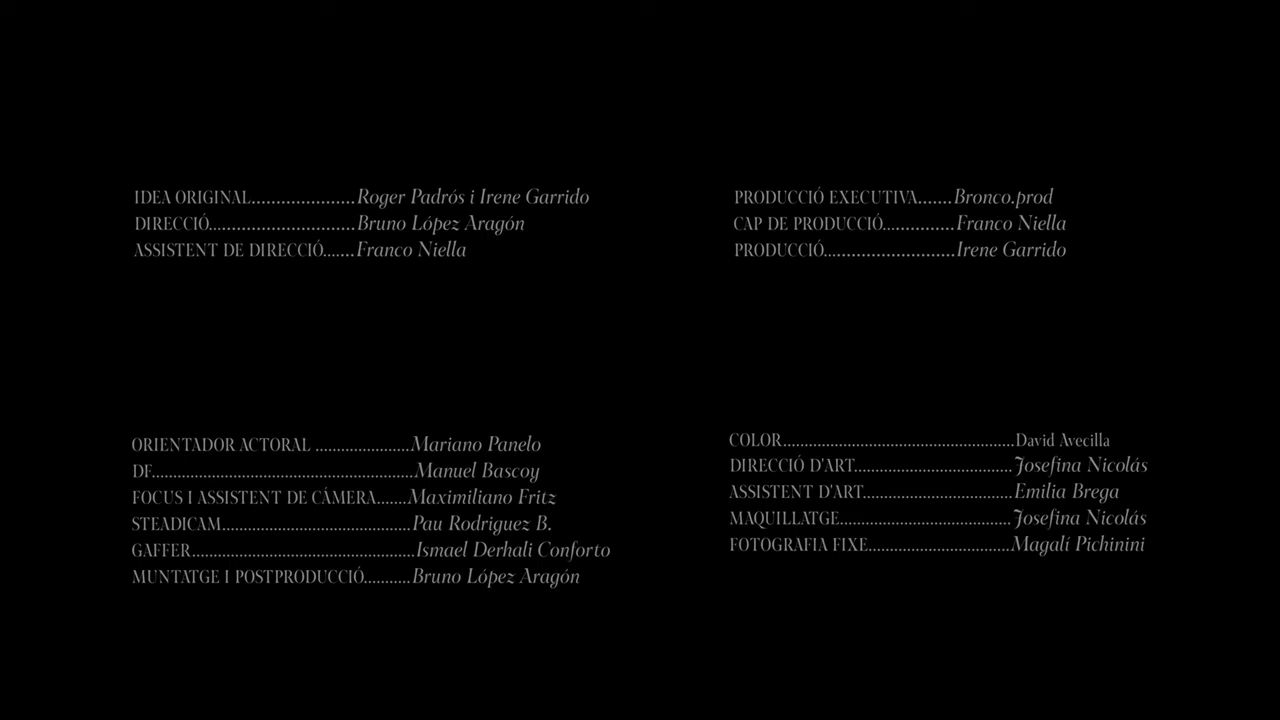 IDEA ORIGINAL........................Roger Padrós i Irene Garrido
DIRECCIÓ..................................Bruno López Aragón
ASSISTENT DE DIRECCIÓ.......Franco Niella
PRODUCCIÓ EXECUTIVA.......Bronco.prod
CAP DE PRODUCCIÓ...............Franco Niella
PRODUCCIÓ............................Irene Garrido
ORIENTADOR ACTORAL ......................Mariano Panelo
DF.............................................................Manuel Bascoy
FOCUS I ASSISTENT DE CÁMERA.......Maximiliano Fritz
STEADICAM............................................Pau Rodriguez B.
GAFFER....................................................Ismael Derhali Conforto
MUNTATGE I POSTPRODUCCIÓ...........Bruno López Aragón
COLOR......................................................David Avecilla
DIRECCIÓ D'ART.....................................Josefina Nicolás
ASSISTENT D'ART...................................Emilia Brega
MAQUILLATGE........................................Josefina Nicolás
FOTOGRAFIA FIXE.................................Magalí Pichinini